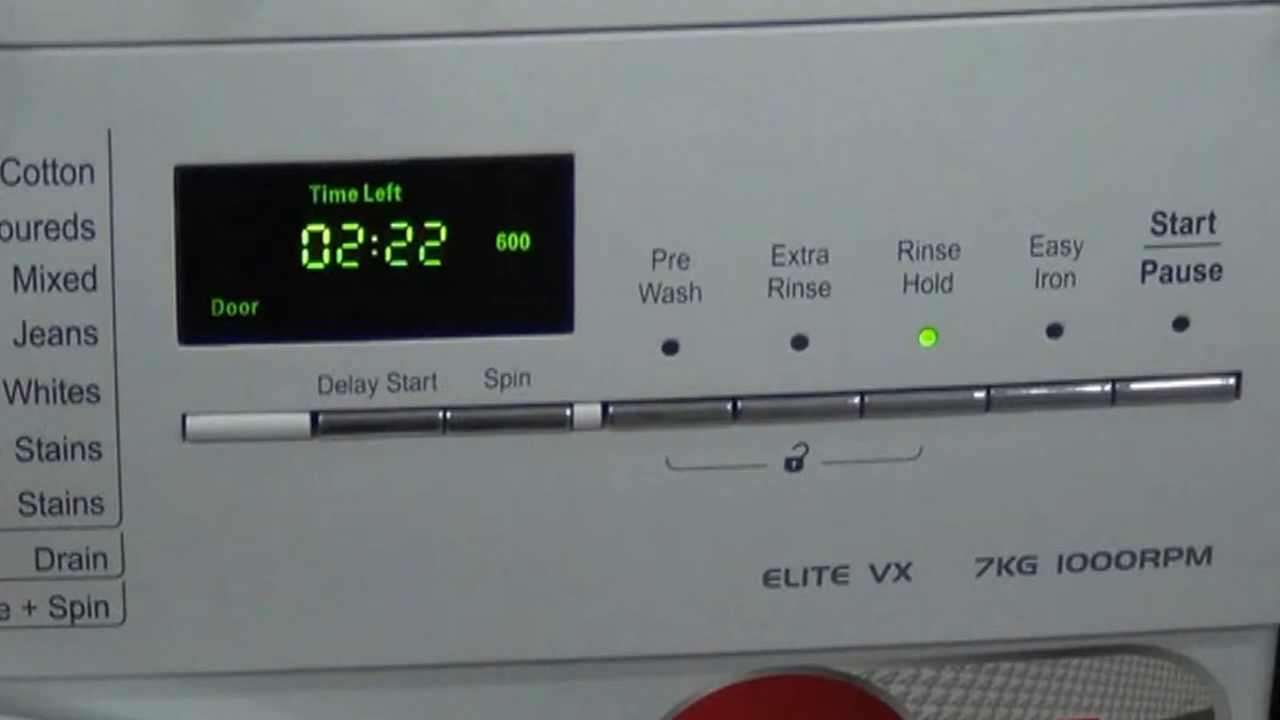 Cotton
oureds
Mixed
Jeans
Whites
Stains
Stains
Drain
e + Spin
Time Left
02:22
600
Door
Delay Start
Spin
Pre
Wash
Extra
Rinse
Rinse
Hold
Easy
Iron
Start
Pause
ELITE VX 7KG 1000RPM